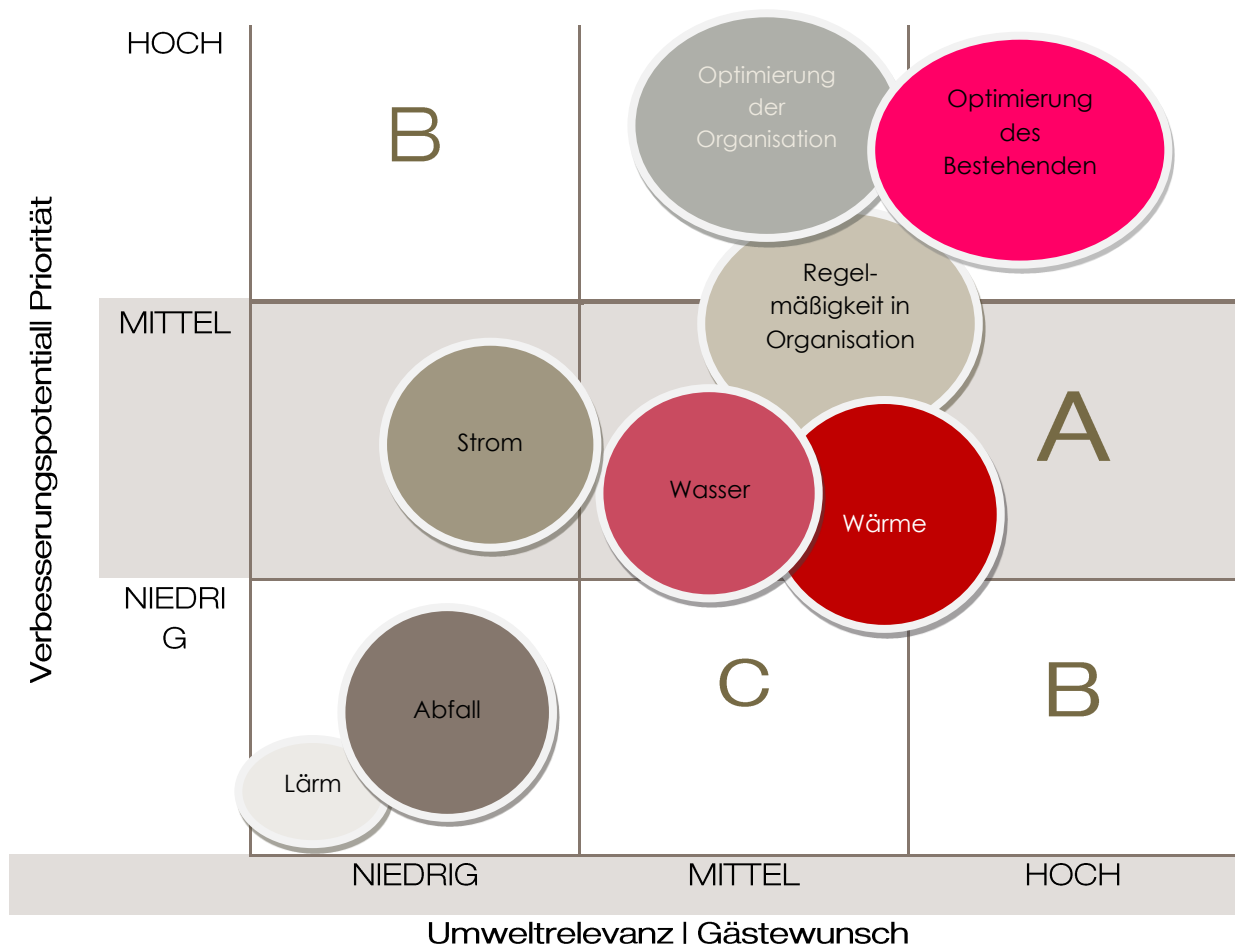 HOCH
B
Optimierung
der
Organisation
Optimierung
des
Bestehenden
Verbesserungspotentiall Priorität
MITTEL
Regel-
mäßigkeit in
Organisation
A
Strom
Wasser
Wärme
NIEDRI
G
C
B
Abfall
Lärm
NIEDRIG
MITTEL
HOCH
Umweltrelevanz | Gästewunsch